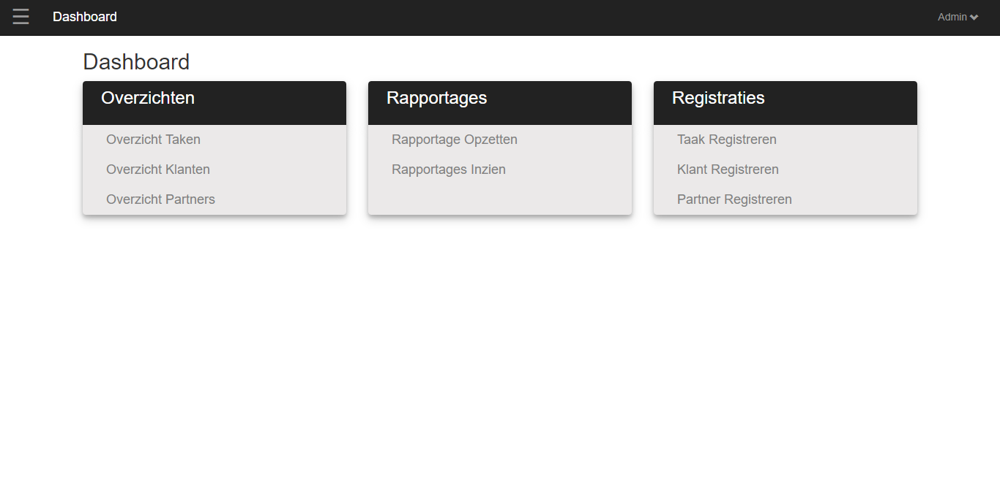 Dashboard
Admin
Dashboard
Overzichten
Overzicht Taken
Overzicht Klanten
Overzicht Partners
Rapportages
Rapportage Opzetten
Rapportages Inzien
Registraties
Taak Registreren
Klant Registreren
Partner Registreren